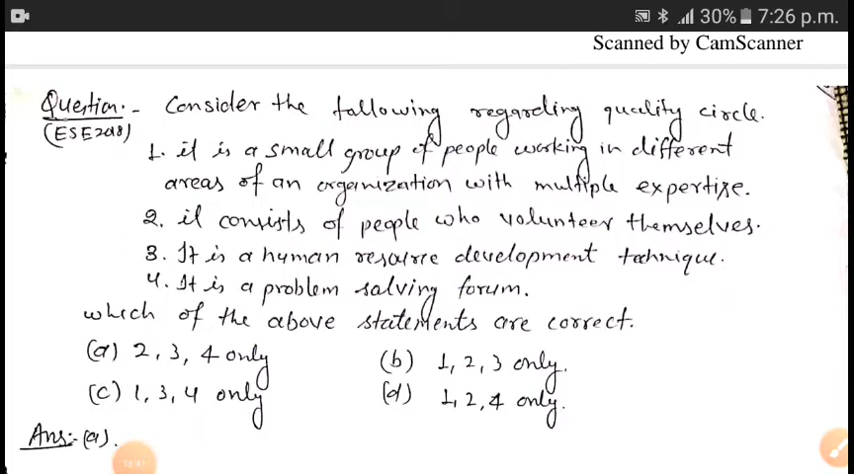 30% 7:26 p.m.
Scanned by CamScanner
Question:- Consider the following regarding quality circle.
(ESE2018)
1. it is a small group of people working in different
areas of an organization with multiple expertize.
2. it consists of people who volunteer themselves.
3. It is a human resource development technique.
4. It is a problem solving forum.
which of the above statements are correct.
(a) 2, 3, 4 only (b) 1, 2, 3 only.
(c) 1, 3, 4 only (d) 1, 2, 4 only.
Ans:- (a).